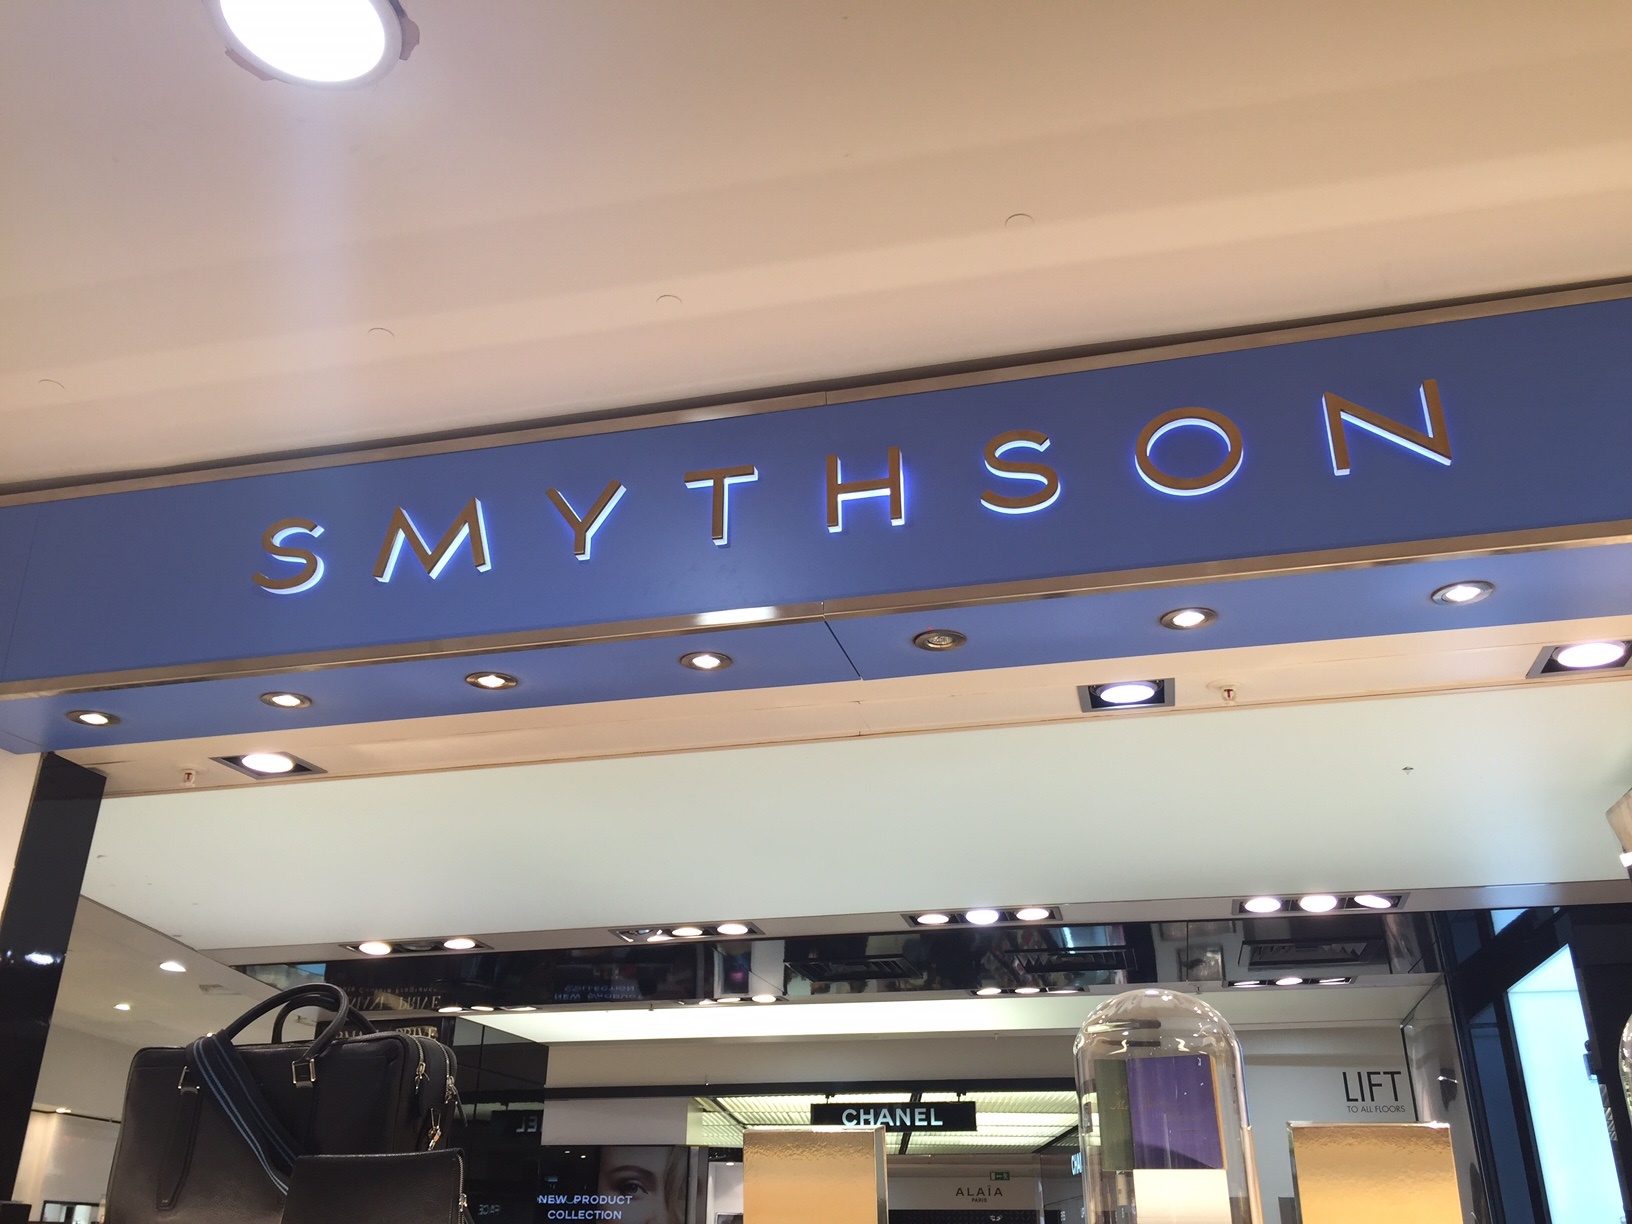 SMYTHSON
CHANEL
LIFT
TO ALL FLOORS
ALAÏA
PARIS
NEW PRODUCT
COLLECTION